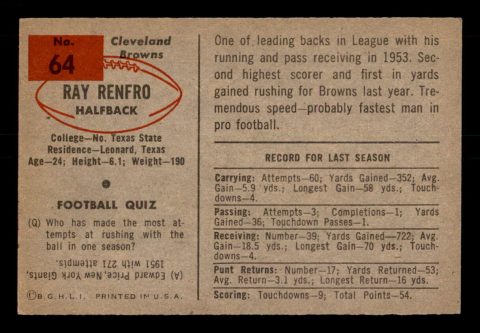 No.
64
Cleveland
Browns
RAY RENFRO
HALFBACK
College—No. Texas State
Residence—Leonard, Texas
Age—24; Height—6.1; Weight—190
FOOTBALL QUIZ
(Q) Who has made the most at-
tempts at rushing with the
ball in one season?
(A) Edward Price, New York Giants,
1951 with 271 attempts.
©B.G.H.L.I. PRINTED IN U.S.A.
One of leading backs in League with his
running and pass receiving in 1953. Sec-
ond highest scorer and first in yards
gained rushing for Browns last year. Tre-
mendous speed—probably fastest man in
pro football.
RECORD FOR LAST SEASON
Carrying: Attempts—60; Yards Gained—352; Avg.
Gain—5.9 yds.; Longest Gain—58 yds.; Touch-
downs—4.
Passing: Attempts—3; Completions—1; Yards
Gained—36; Touchdown Passes—1.
Receiving: Number—39; Yards Gained—722; Avg.
Gain—18.5 yds.; Longest Gain—70 yds.; Touch-
downs—4.
Punt Returns: Number—17; Yards Returned—53;
Avg. Return—3.1 yds.; Longest Return—16 yds.
Scoring: Touchdowns—9; Total Points—54.